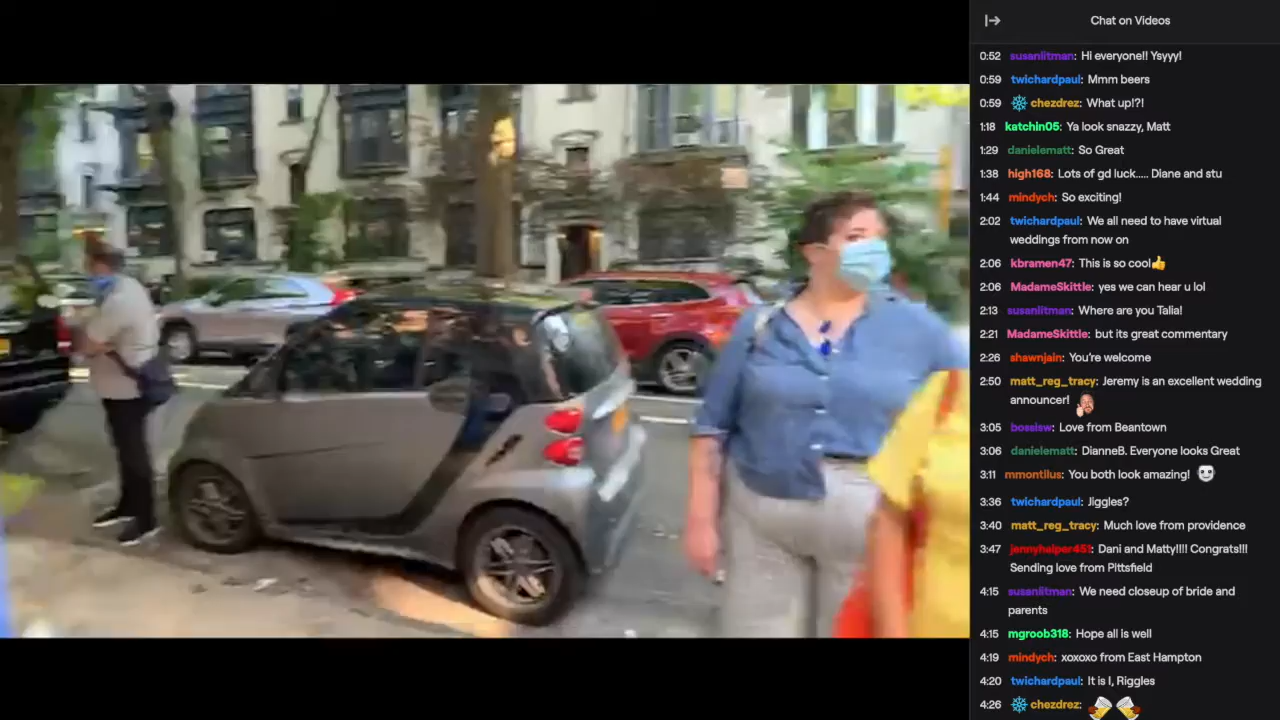 Chat on Videos
0:52 susanlitman: Hi everyone!! Ysyyy!
0:59 twichardpaul: Mmm beers
0:59 chezdrez: What up!?!
1:18 katchin05: Ya look snazzy, Matt
1:29 danielematt: So Great
1:38 high168: Lots of gd luck..... Diane and stu
1:44 mindych: So exciting!
2:02 twichardpaul: We all need to have virtual
weddings from now on
2:06 kbramen47: This is so cool👍
2:06 MadameSkittle: yes we can hear u lol
2:13 susanlitman: Where are you Talia!
2:21 MadameSkittle: but its great commentary
2:26 shawnjain: You're welcome
2:50 matt_reg_tracy: Jeremy is an excellent wedding
announcer!
3:05 bossisw: Love from Beantown
3:06 danielematt: DianneB. Everyone looks Great
3:11 mmontilus: You both look amazing!
3:36 twichardpaul: Jiggles?
3:40 matt_reg_tracy: Much love from providence
3:47 jennyhalper451: Dani and Matty!!!! Congrats!!!
Sending love from Pittsfield
4:15 susanlitman: We need closeup of bride and
parents
4:15 mgroob318: Hope all is well
4:19 mindych: xoxoxo from East Hampton
4:20 twichardpaul: It is I, Riggles
4:26 chezdrez: